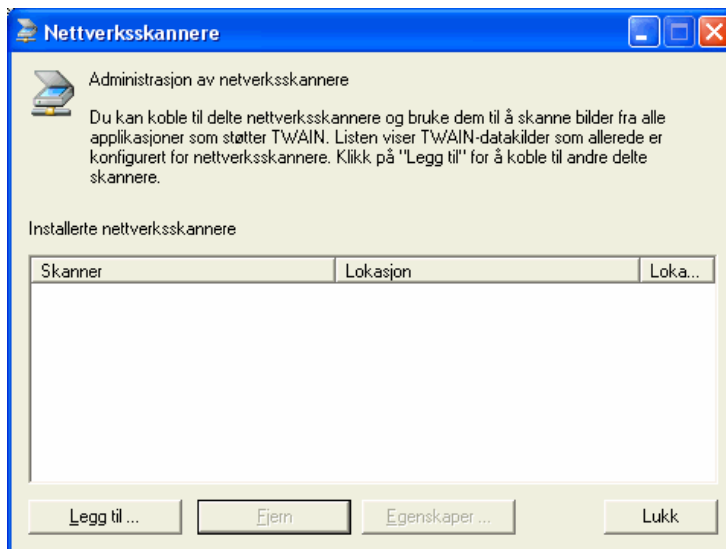 Nettverksskannere
Administrasjon av netverksskannere
Du kan koble til delte nettverksskannere og bruke dem til å skanne bilder fra alle
applikasjoner som støtter TWAIN. Listen viser TWAIN-datakilder som allerede er
konfigurert for nettverksskannere. Klikk på "Legg til" for å koble til andre delte
skannere.
Installerte nettverksskannere
Skanner Lokasjon Loka...
Legg til ... Fjern Egenskaper ... Lukk